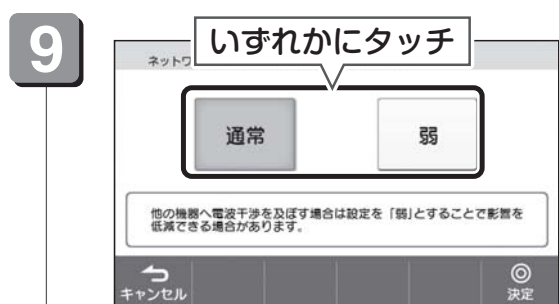 9
いずれかにタッチ
ネットワ
通常
弱
他の機器へ電波干渉を及ぼす場合は設定を「弱」とすることで影響を
低減できる場合があります。
キャンセル
決定